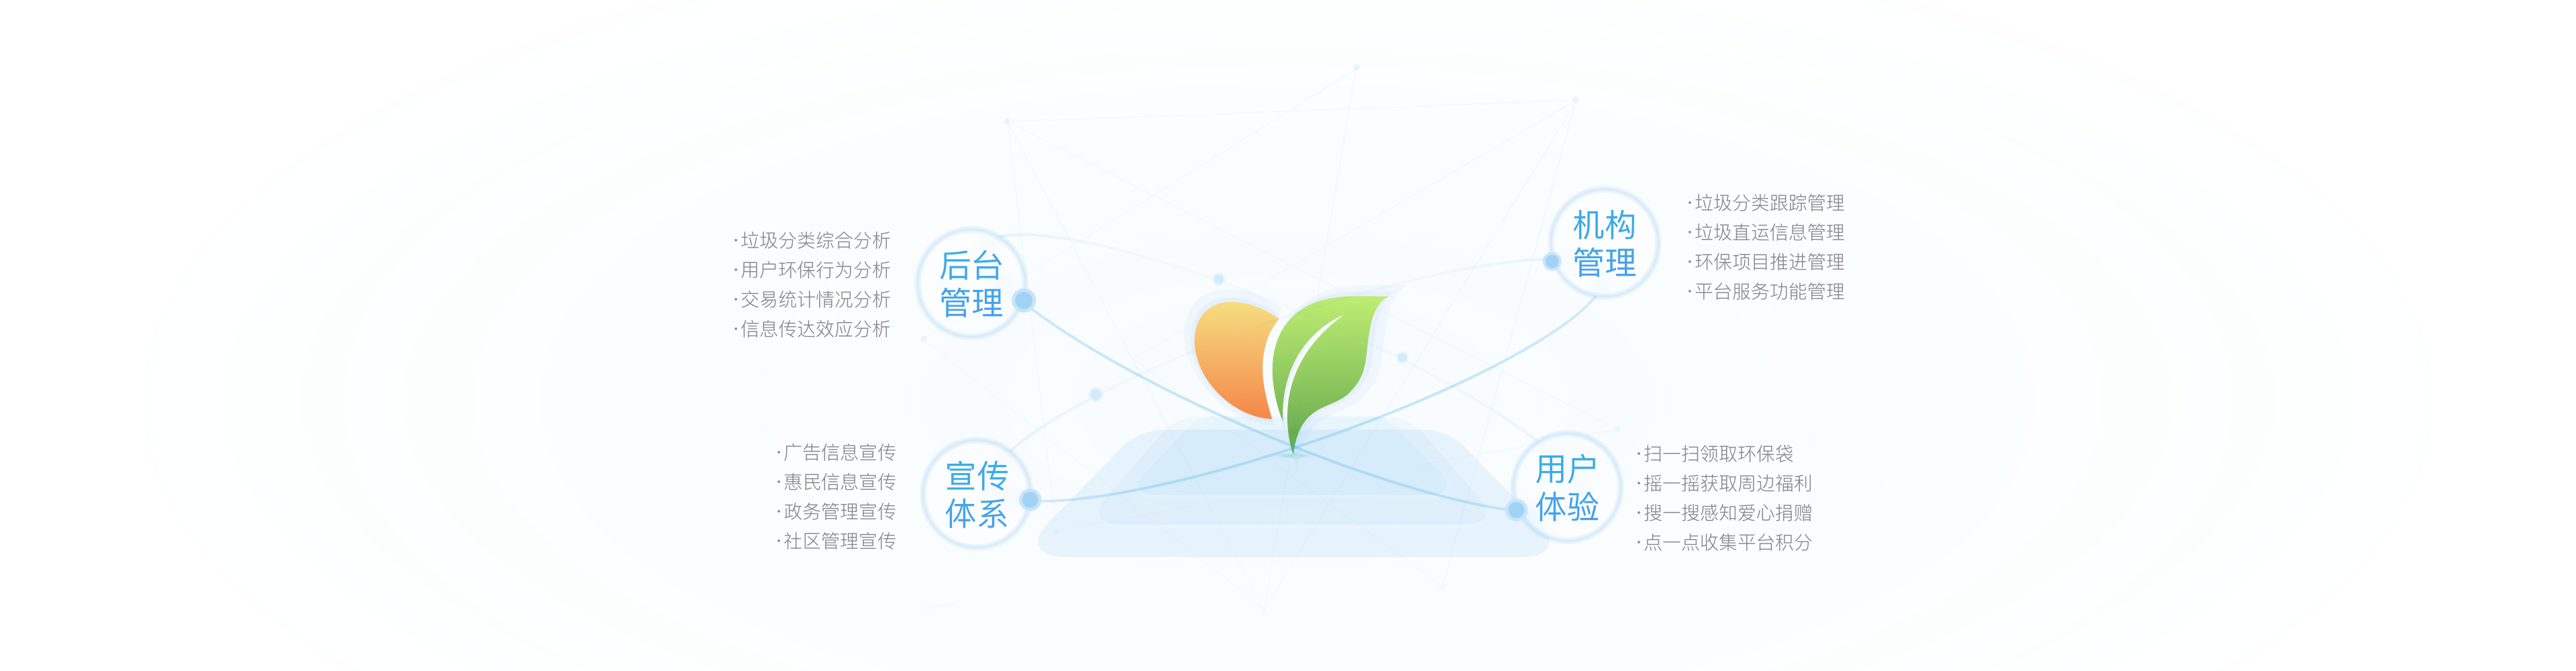 后台
管理
·垃圾分类综合分析
·用户环保行为分析
·交易统计情况分析
·信息传达效应分析
机构
管理
·垃圾分类跟踪管理
·垃圾直运信息管理
·环保项目推进管理
·平台服务功能管理
宣传
体系
·广告信息宣传
·惠民信息宣传
·政务管理宣传
·社区管理宣传
用户
体验
·扫一扫领取环保袋
·摇一摇获取周边福利
·搜一搜感知爱心捐赠
·点一点收集平台积分